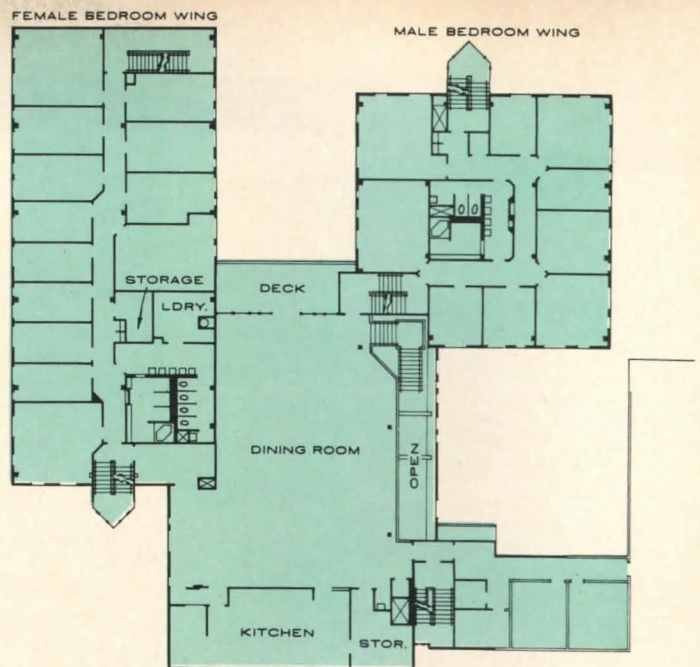 FEMALE BEDROOM WING
MALE BEDROOM WING
STORAGE
DECK
LDRY.
DINING ROOM
OPEN
KITCHEN
STOR.